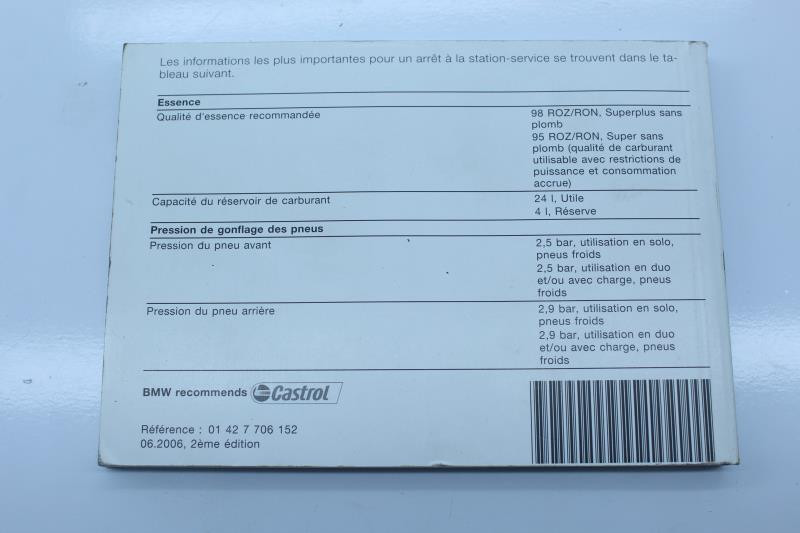 Les informations les plus importantes pour un arrêt à la station-service se trouvent dans le ta-
bleau suivant.
Essence
Qualité d'essence recommandée
98 ROZ/RON, Superplus sans
plomb
95 ROZ/RON, Super sans
plomb (qualité de carburant
utilisable avec restrictions de
puissance et consommation
accrue)
Capacité du réservoir de carburant
24 l, Utile
4 l, Réserve
Pression de gonflage des pneus
Pression du pneu avant
2,5 bar, utilisation en solo,
pneus froids
2,5 bar, utilisation en duo
et/ou avec charge, pneus
froids
Pression du pneu arrière
2,9 bar, utilisation en solo,
pneus froids
2,9 bar, utilisation en duo
et/ou avec charge, pneus
froids
BMW recommends Castrol
Référence : 01 42 7 706 152
06.2006, 2ème édition